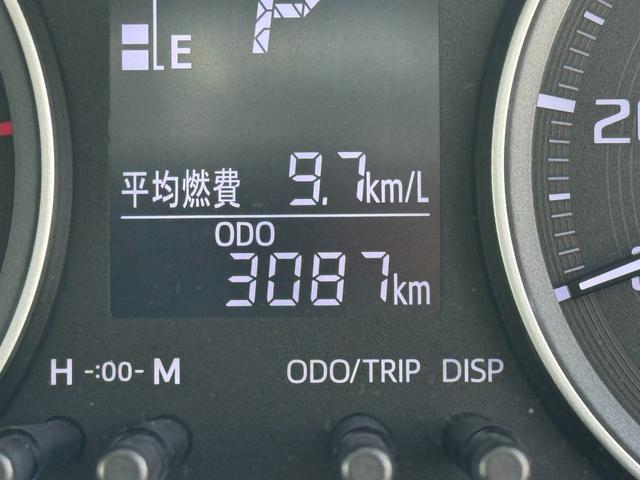 P
E
平均燃費 9.7km/L
ODO
3087km
H -:00- M ODO/TRIP DISP